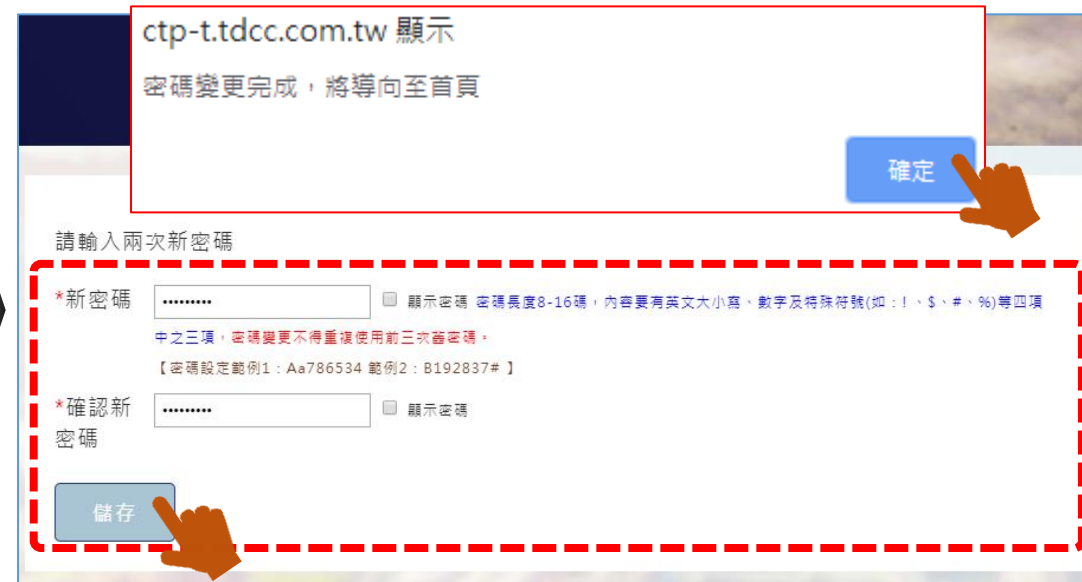 ctp-t.tdcc.com.tw 顯示
密碼變更完成，將導向至首頁
確定
請輸入兩次新密碼
*新密碼 ••••••••• 顯示密碼 密碼長度8-16碼，內容要有英文大小寫、數字及特殊符號(如：!、$、#、%)等四項
中之三項，密碼變更不得重複使用前三次舊密碼。
【密碼設定範例1：Aa786534 範例2：B192837# 】
*確認新 ••••••••• 顯示密碼
密碼
儲存